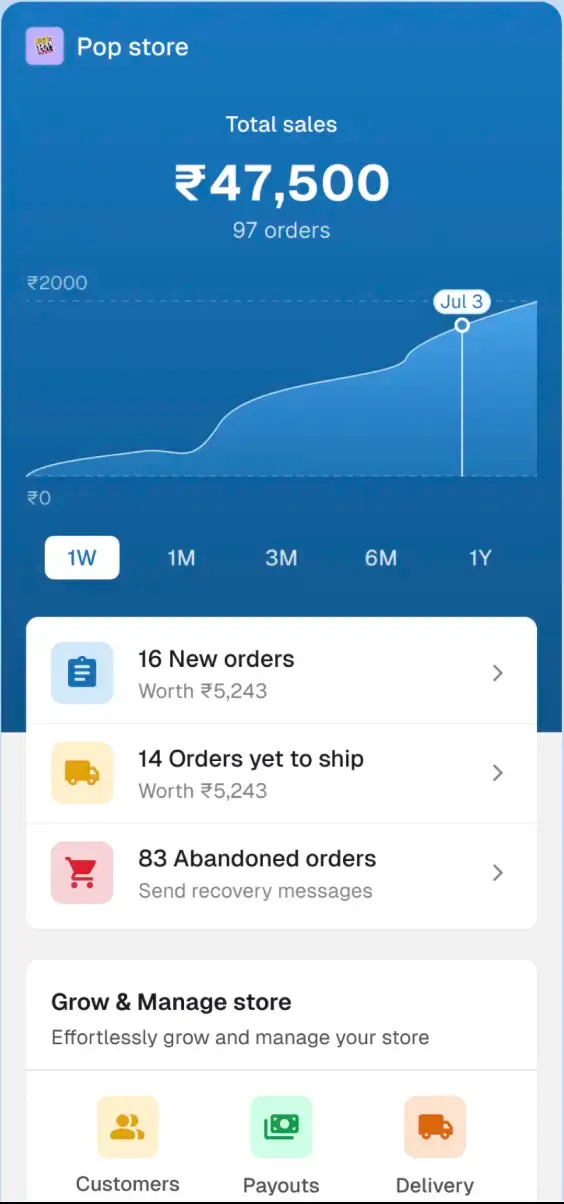 Pop store
Total sales
₹47,500
97 orders
₹2000
Jul 3
₹0
1W 1M 3M 6M 1Y
16 New orders
Worth ₹5,243
14 Orders yet to ship
Worth ₹5,243
83 Abandoned orders
Send recovery messages
Grow & Manage store
Effortlessly grow and manage your store
Customers Payouts Delivery